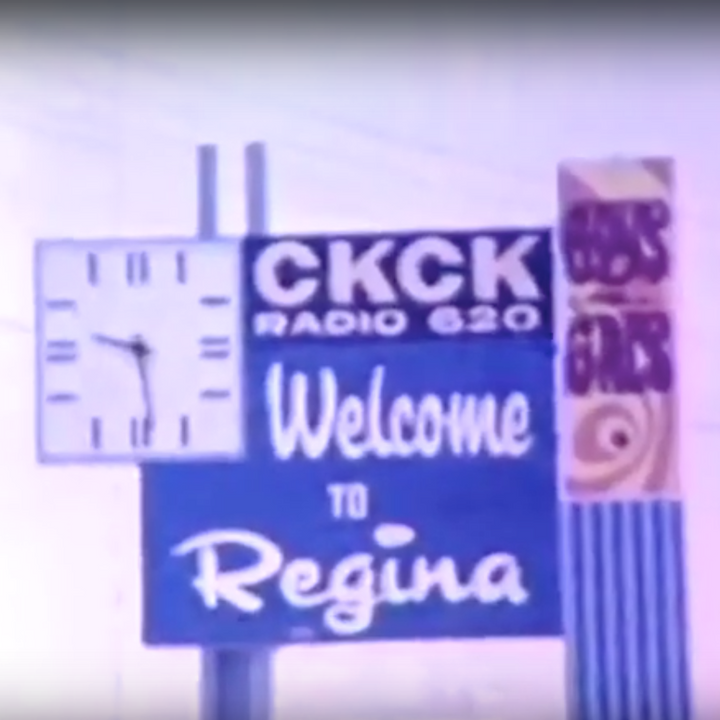 CKCK
RADIO 620
Welcome
TO
Regina